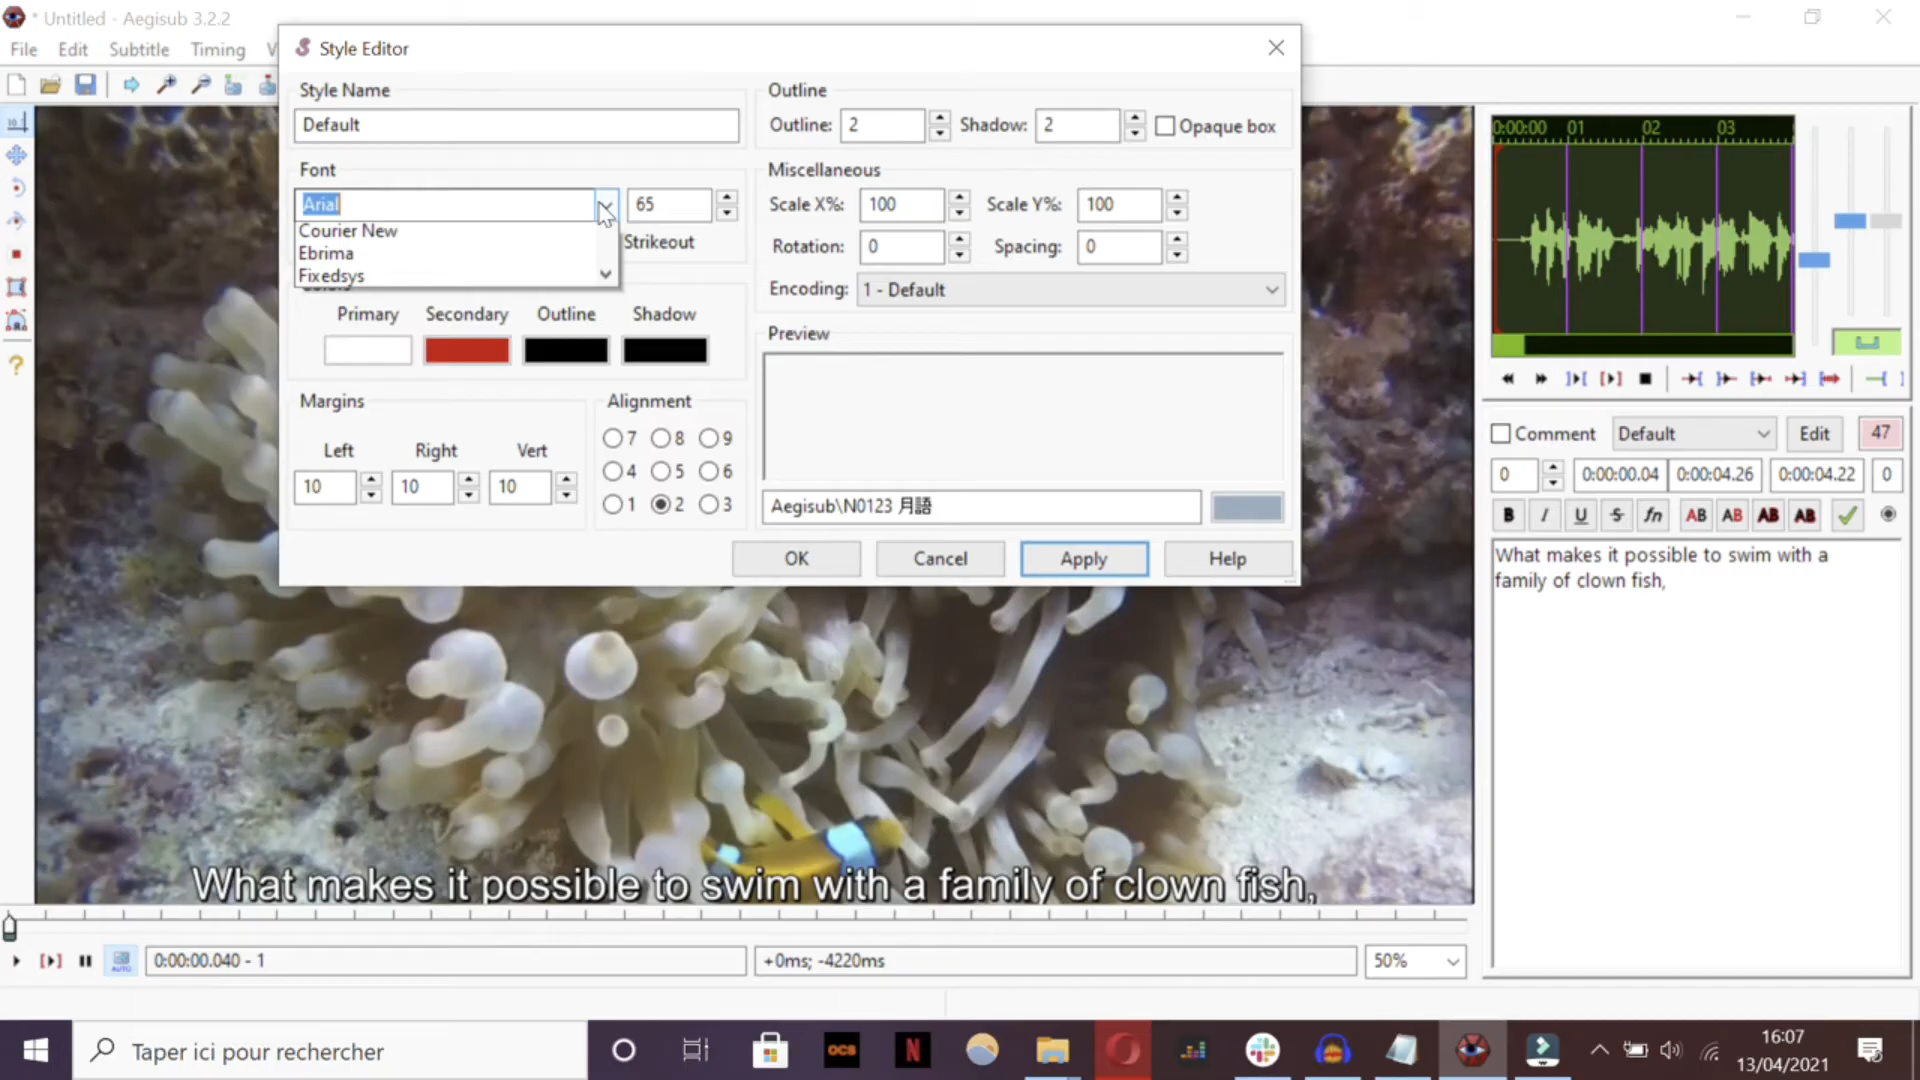 * Untitled - Aegisub 3.2.2
File Edit Subtitle Timing V
Style Editor
Style Name
Default
Font
Arial
65
Courier New
Ebrima
Fixedsys
Strikeout
Primary Secondary Outline Shadow
Margins
Left Right Vert
10 10 10
Alignment
7 8 9
4 5 6
1 2 3
Outline
Outline: 2 Shadow: 2 Opaque box
Miscellaneous
Scale X%: 100 Scale Y%: 100
Rotation: 0 Spacing: 0
Encoding: 1 - Default
Preview
Aegisub\N0123 月語
OK Cancel Apply Help
0:00:00 01 02 03
Comment Default Edit 47
0 0:00:00.04 0:00:04.26 0:00:04.22 0
B I U S fn AB AB AB AB
What makes it possible to swim with a
family of clown fish,
What makes it possible to swim with a family of clown fish,
AUTO 0:00:00.040 - 1 +0ms; -4220ms 50%
Taper ici pour rechercher
ocs N
16:07
13/04/2021